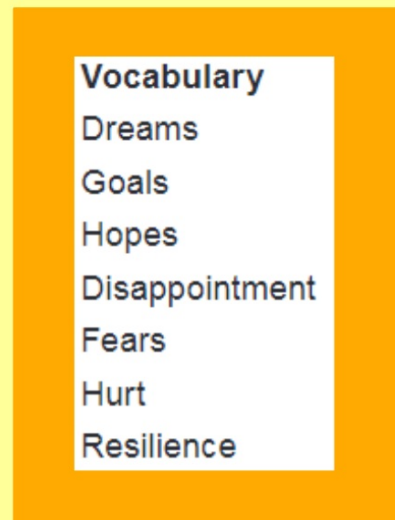 Vocabulary
Dreams
Goals
Hopes
Disappointment
Fears
Hurt
Resilience